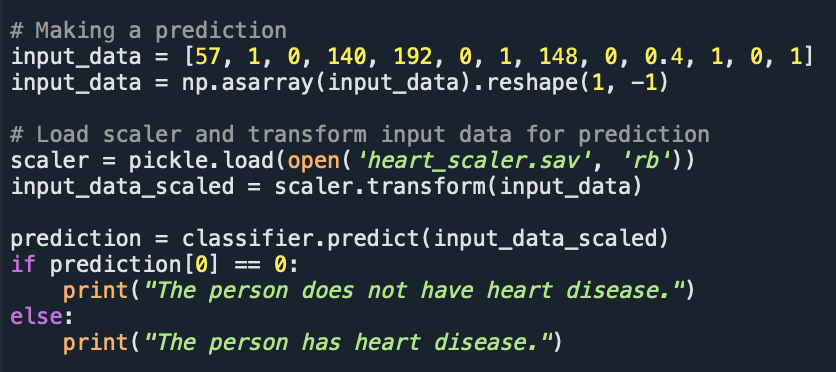 # Making a prediction
input_data = [57, 1, 0, 140, 192, 0, 1, 148, 0, 0.4, 1, 0, 1]
input_data = np.asarray(input_data).reshape(1, -1)

# Load scaler and transform input data for prediction
scaler = pickle.load(open('heart_scaler.sav', 'rb'))
input_data_scaled = scaler.transform(input_data)

prediction = classifier.predict(input_data_scaled)
if prediction[0] == 0:
    print("The person does not have heart disease.")
else:
    print("The person has heart disease.")